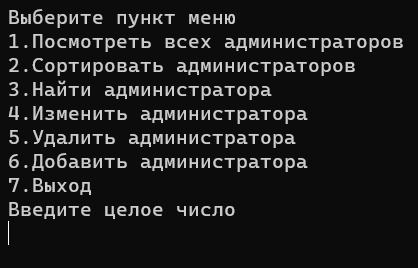 Выберите пункт меню
1.Посмотреть всех администраторов
2.Сортировать администраторов
3.Найти администратора
4.Изменить администратора
5.Удалить администратора
6.Добавить администратора
7.Выход
Введите целое число